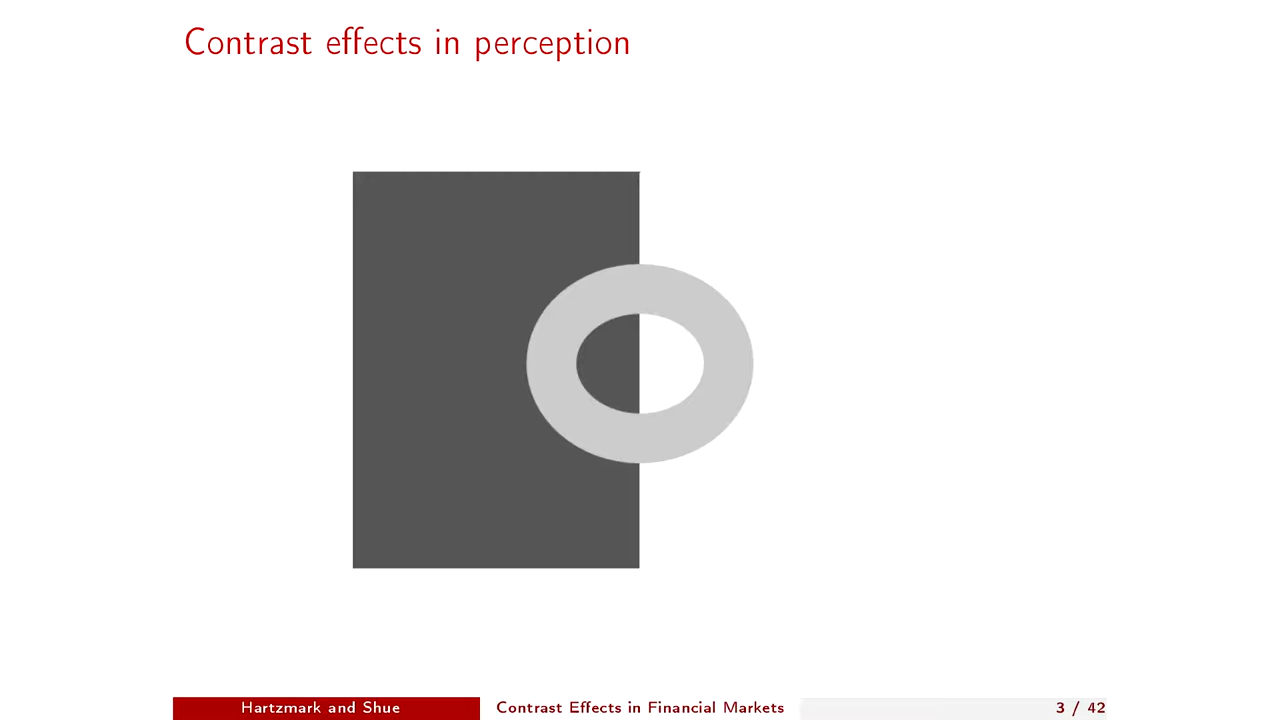 Contrast effects in perception
Hartzmark and Shue
Contrast Effects in Financial Markets
3 / 42